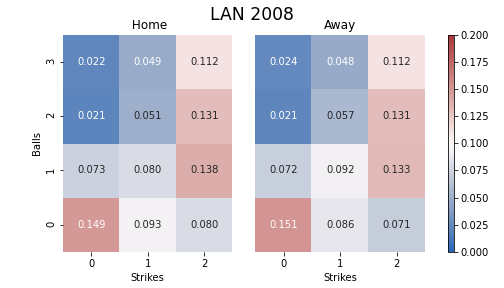 LAN 2008
Home Away
3 0.022 0.049 0.112 0.024 0.048 0.112
2 0.021 0.051 0.131 0.021 0.057 0.131
1 0.073 0.080 0.138 0.072 0.092 0.133
0 0.149 0.093 0.080 0.151 0.086 0.071
Balls
0 1 2 0 1 2
Strikes Strikes
0.200
0.175
0.150
0.125
0.100
0.075
0.050
0.025
0.000